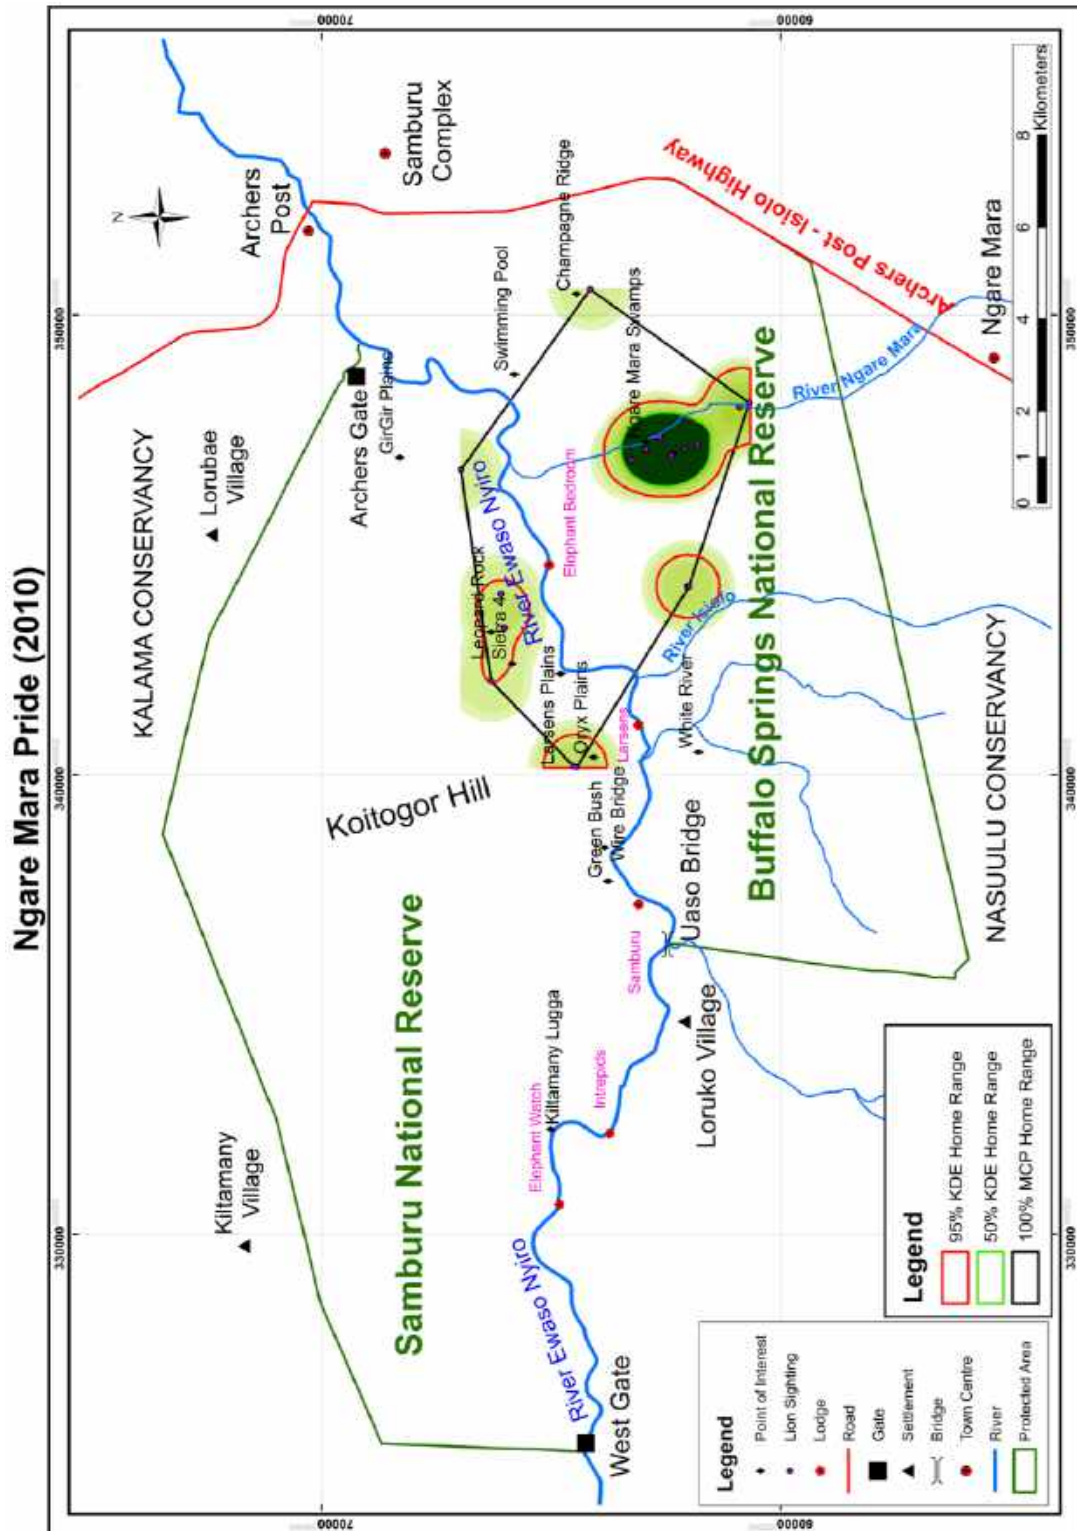 Ngare Mara Pride (2010)
330000
340000
350000
70000
70000
60000
60000
330000
340000
350000
N
KALAMA CONSERVANCY
Kiltamany
Village
Lorubae
Village
Archers
Post
Samburu
Complex
Archers Gate
GirGir Plains
Samburu National Reserve
Koitogor Hill
Leopard Rock
Sietra 4
River Ewaso Nyiro
Swimming Pool
Champagne Ridge
Larsens Plains
Oryx Plains
Elephant Bedroom
River Ewaso Nyiro
West Gate
Elephant Watch
Kiltamany Lugga
Intrepids
Samburu
Green Bush
Wire Bridge
Larsens
White River
River Isiolo
gare Mara Swamps
Loruko Village
Uaso Bridge
Buffalo Springs National Reserve
River Ngare Mara
Archers Post - Isiolo Highway
Ngare Mara
NASUULU CONSERVANCY
Legend
Point of Interest
Lion Sighting
Lodge
Road
Gate
Settlement
Bridge
Town Centre
River
Protected Area
Legend
95% KDE Home Range
50% KDE Home Range
100% MCP Home Range
0 1 2 4 6 8
Kilometers